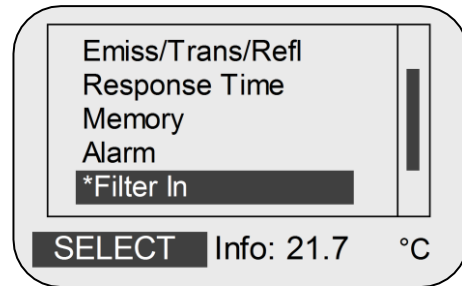 Emiss/Trans/Refl
Response Time
Memory
Alarm
*Filter In
SELECT Info: 21.7 °C